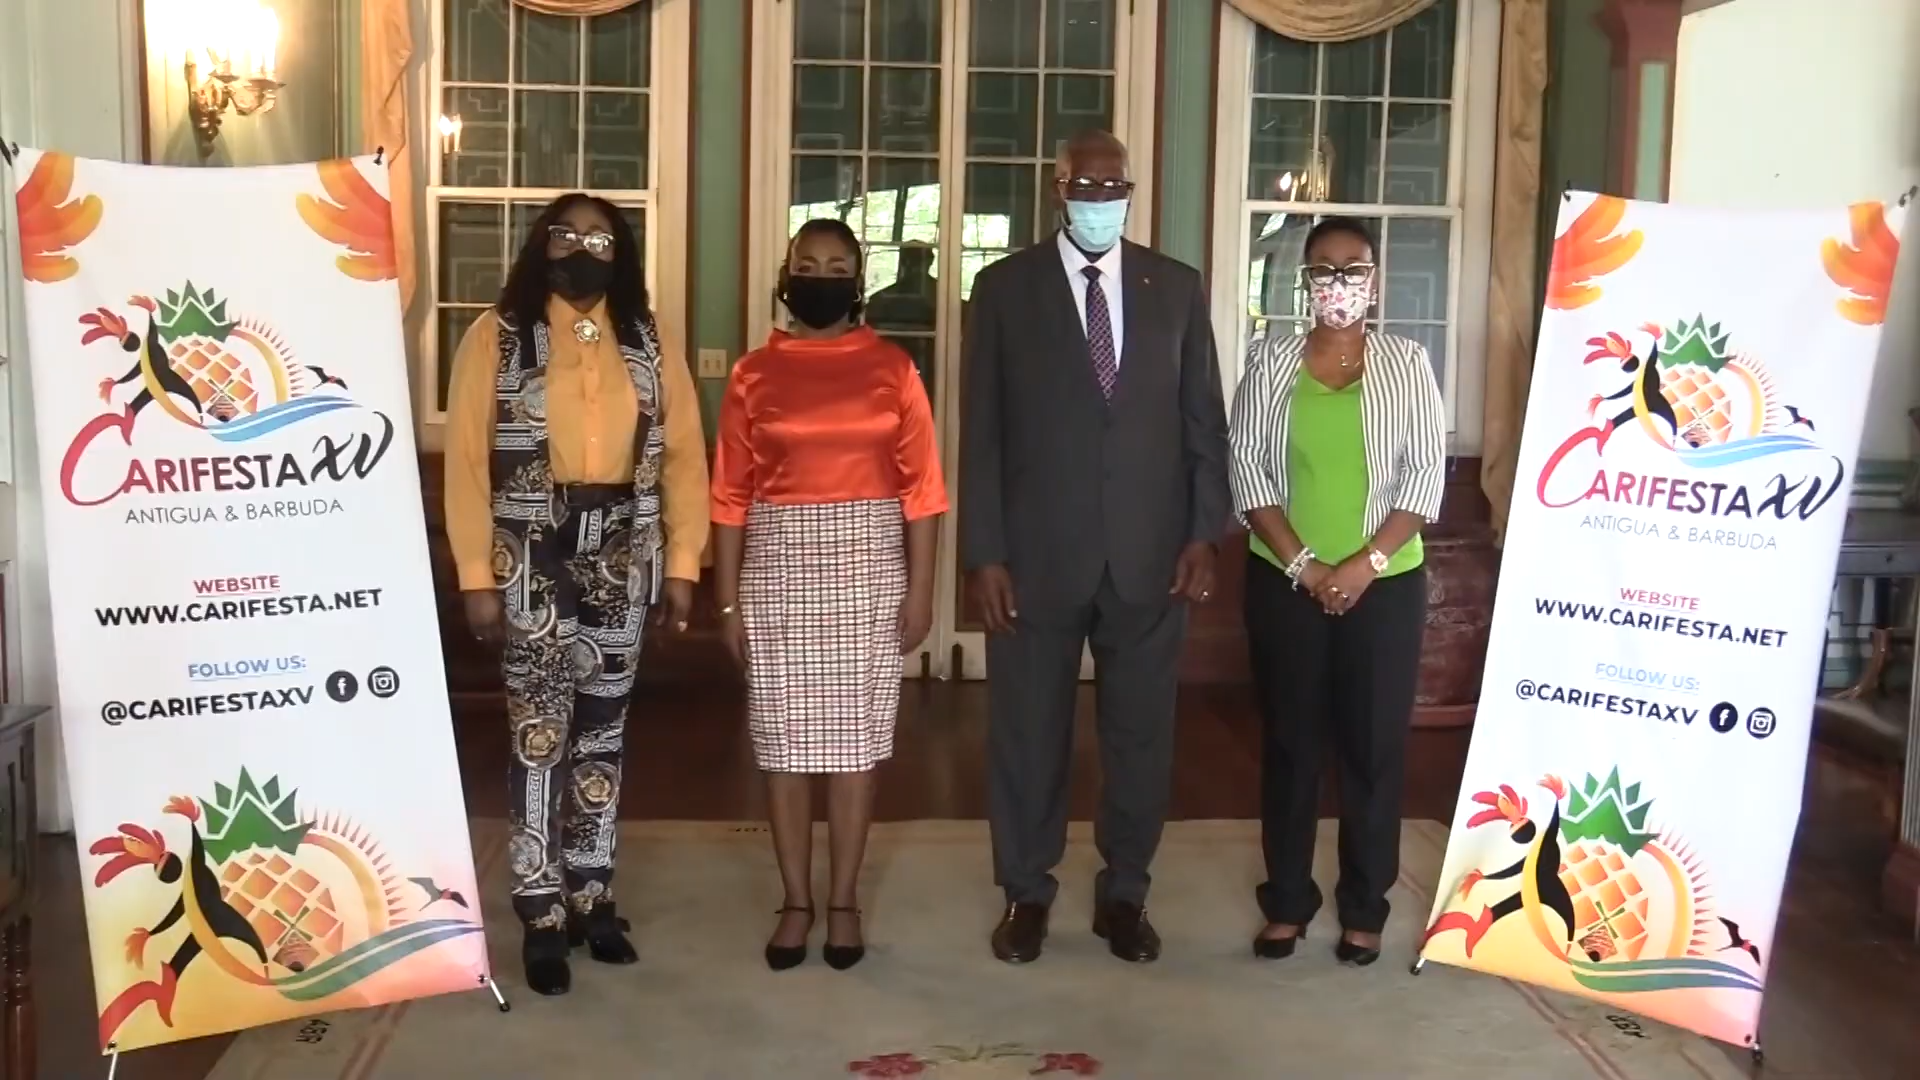 CARIFESTA XV
ANTIGUA & BARBUDA
WEBSITE
WWW.CARIFESTA.NET
FOLLOW US:
@CARIFESTAXV
CARIFESTA XV
ANTIGUA & BARBUDA
WEBSITE
WWW.CARIFESTA.NET
FOLLOW US:
@CARIFESTAXV